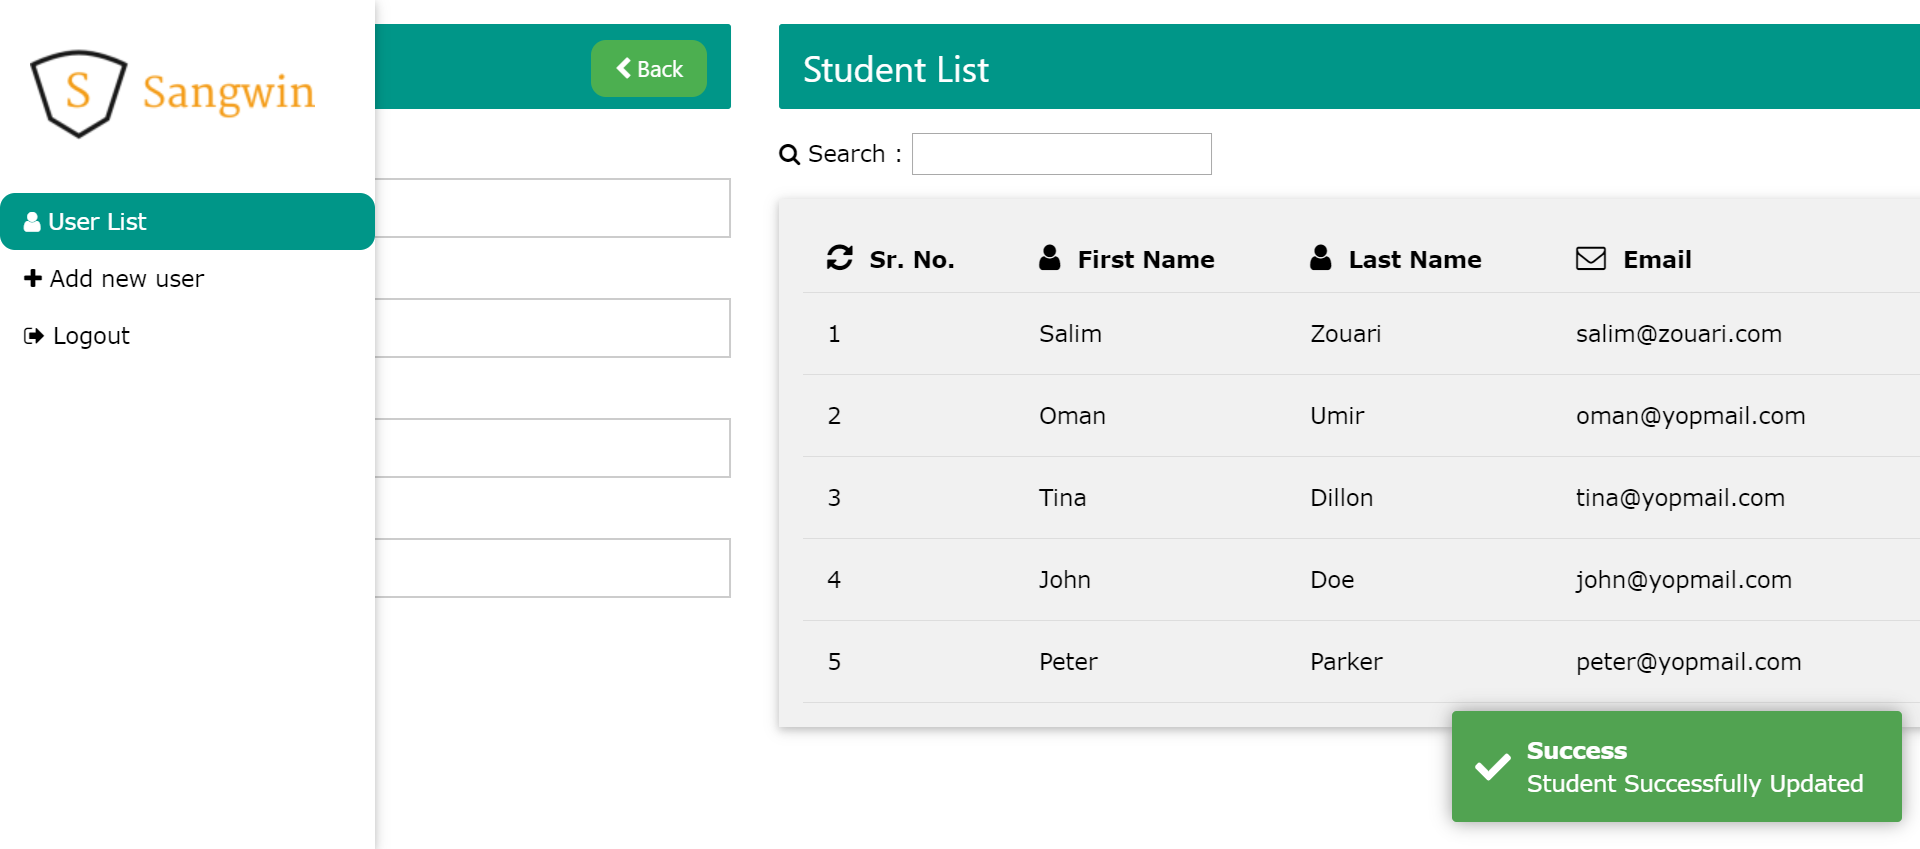 S Sangwin
User List
Add new user
Logout
Back
Student List
Search :
Sr. No. First Name Last Name Email
1 Salim Zouari salim@zouari.com
2 Oman Umir oman@yopmail.com
3 Tina Dillon tina@yopmail.com
4 John Doe john@yopmail.com
5 Peter Parker peter@yopmail.com
Success
Student Successfully Updated